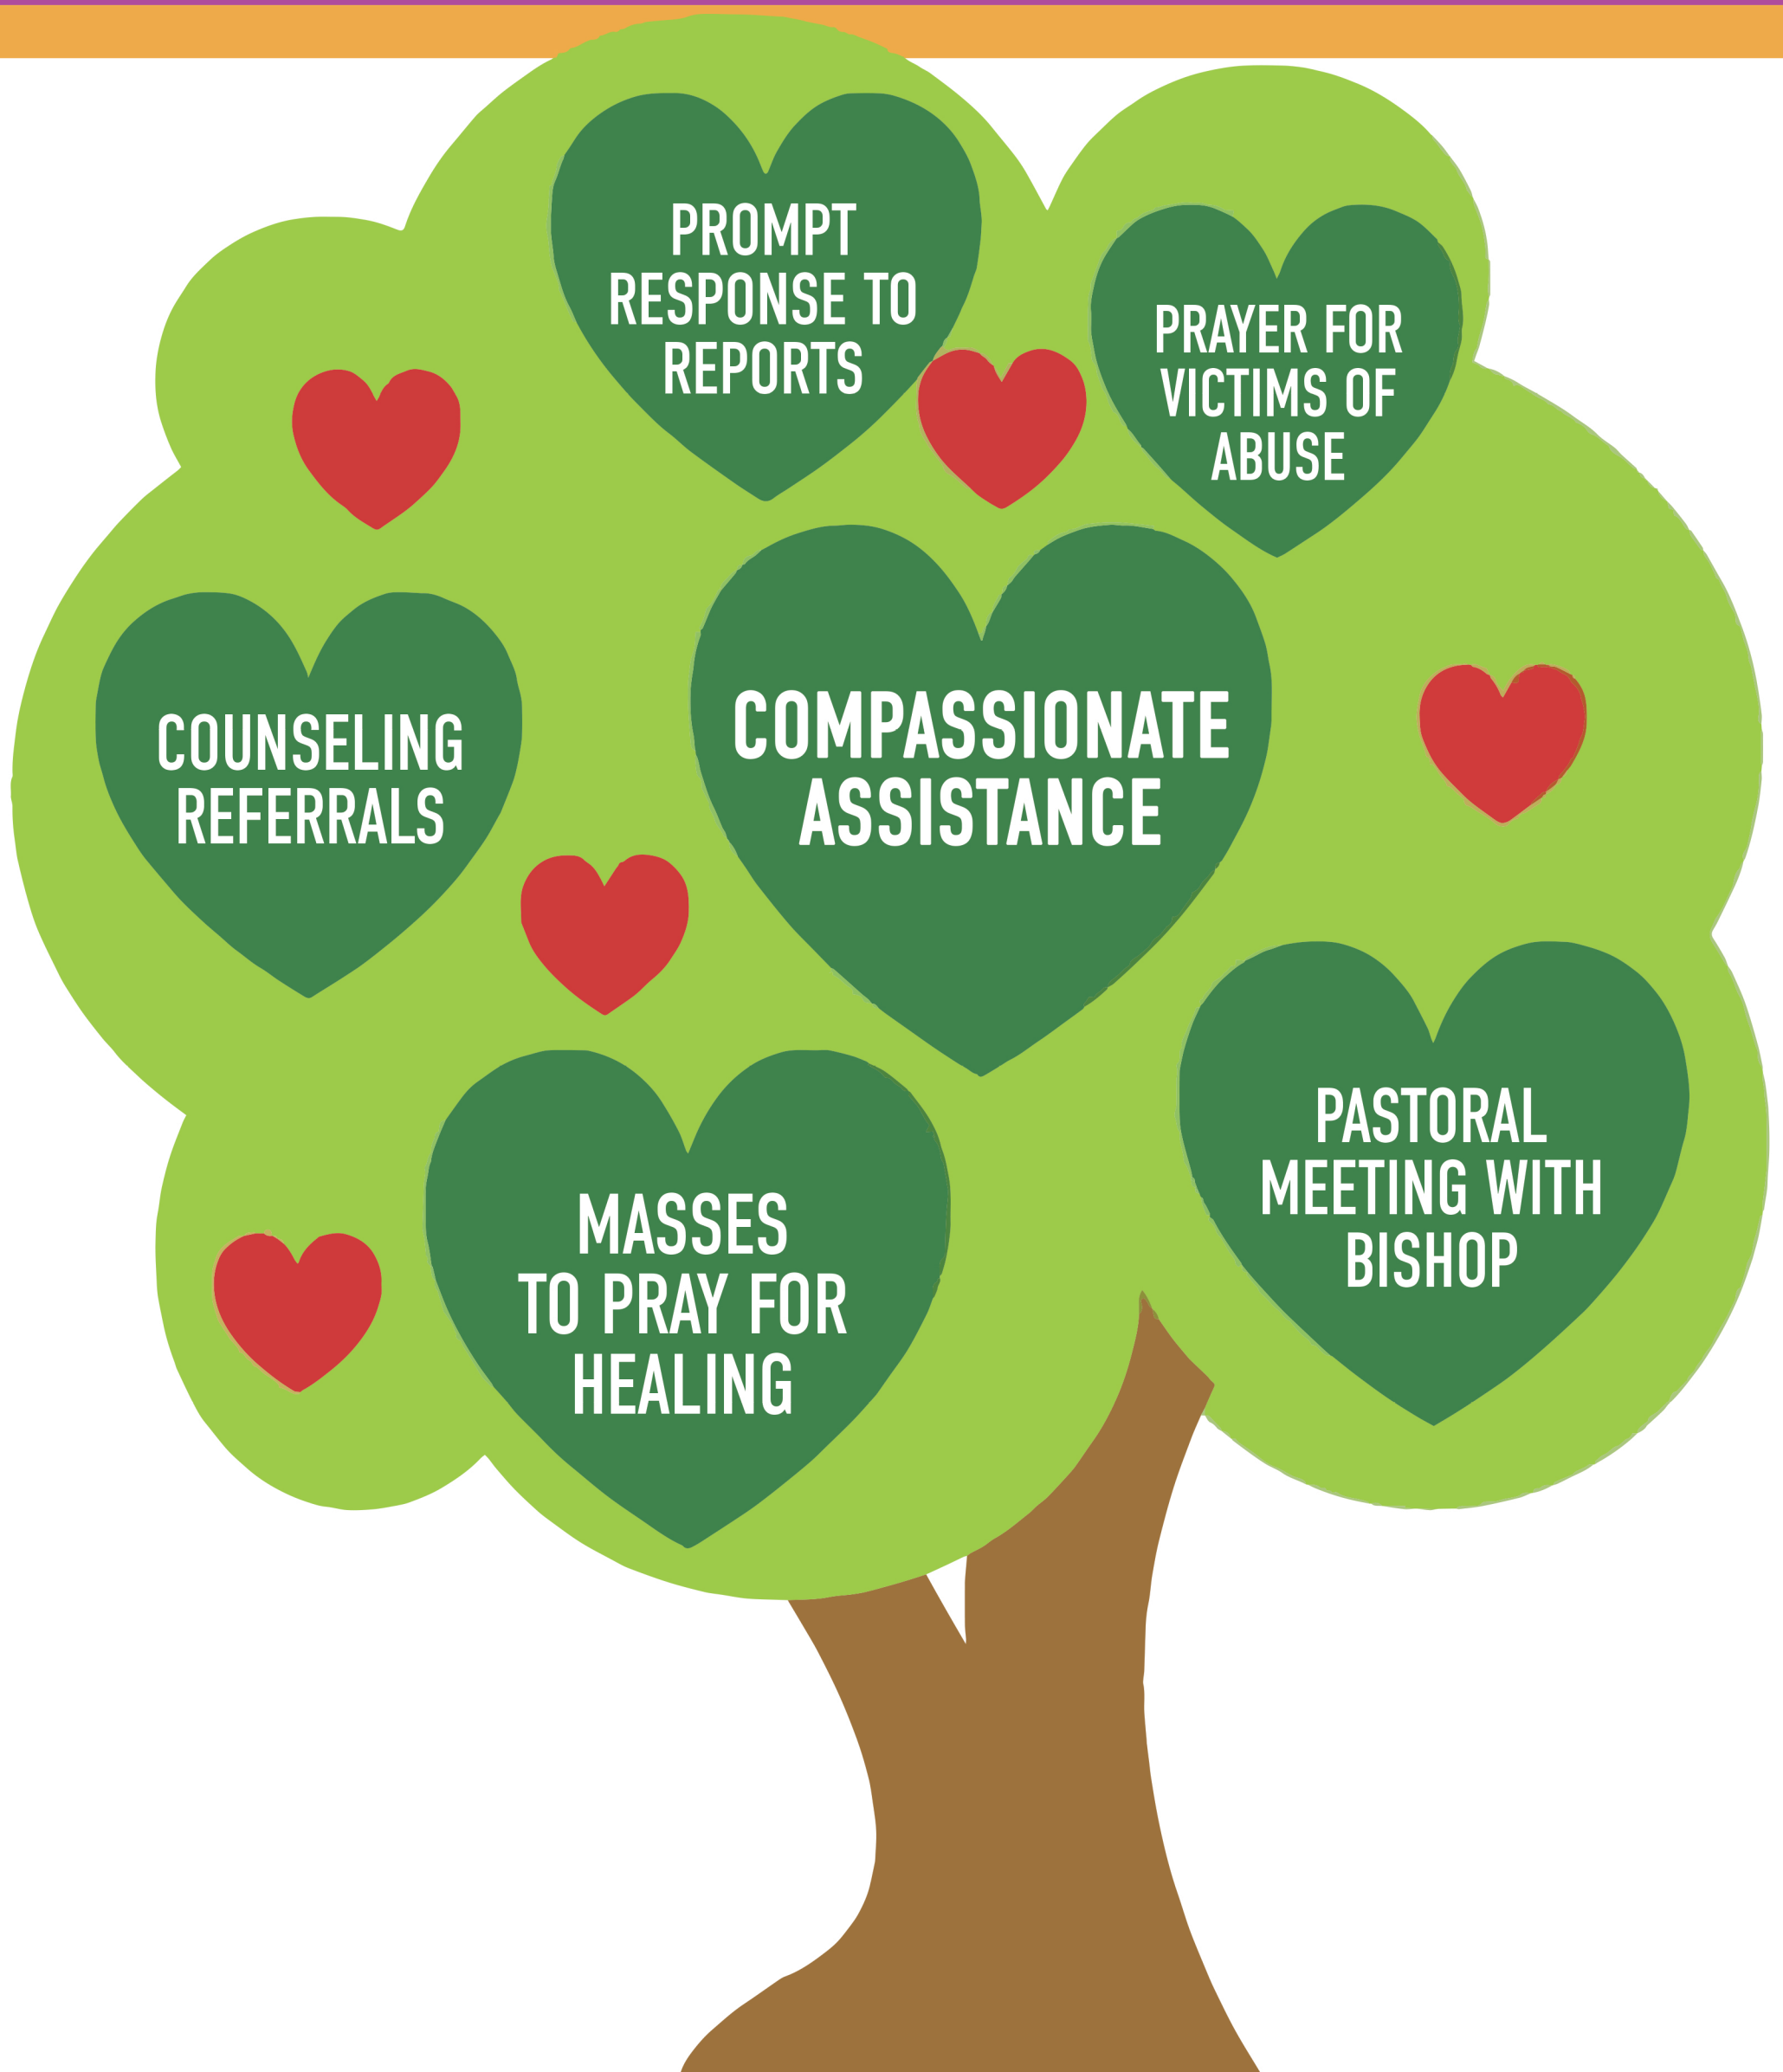 PROMPT
RESPONSE TO
REPORTS
PRAYER FOR
VICTIMS OF
ABUSE
COUNSELING
REFERRALS
COMPASSIONATE
ASSISTANCE
MASSES
TO PRAY FOR
HEALING
PASTORAL
MEETING WITH
BISHOP